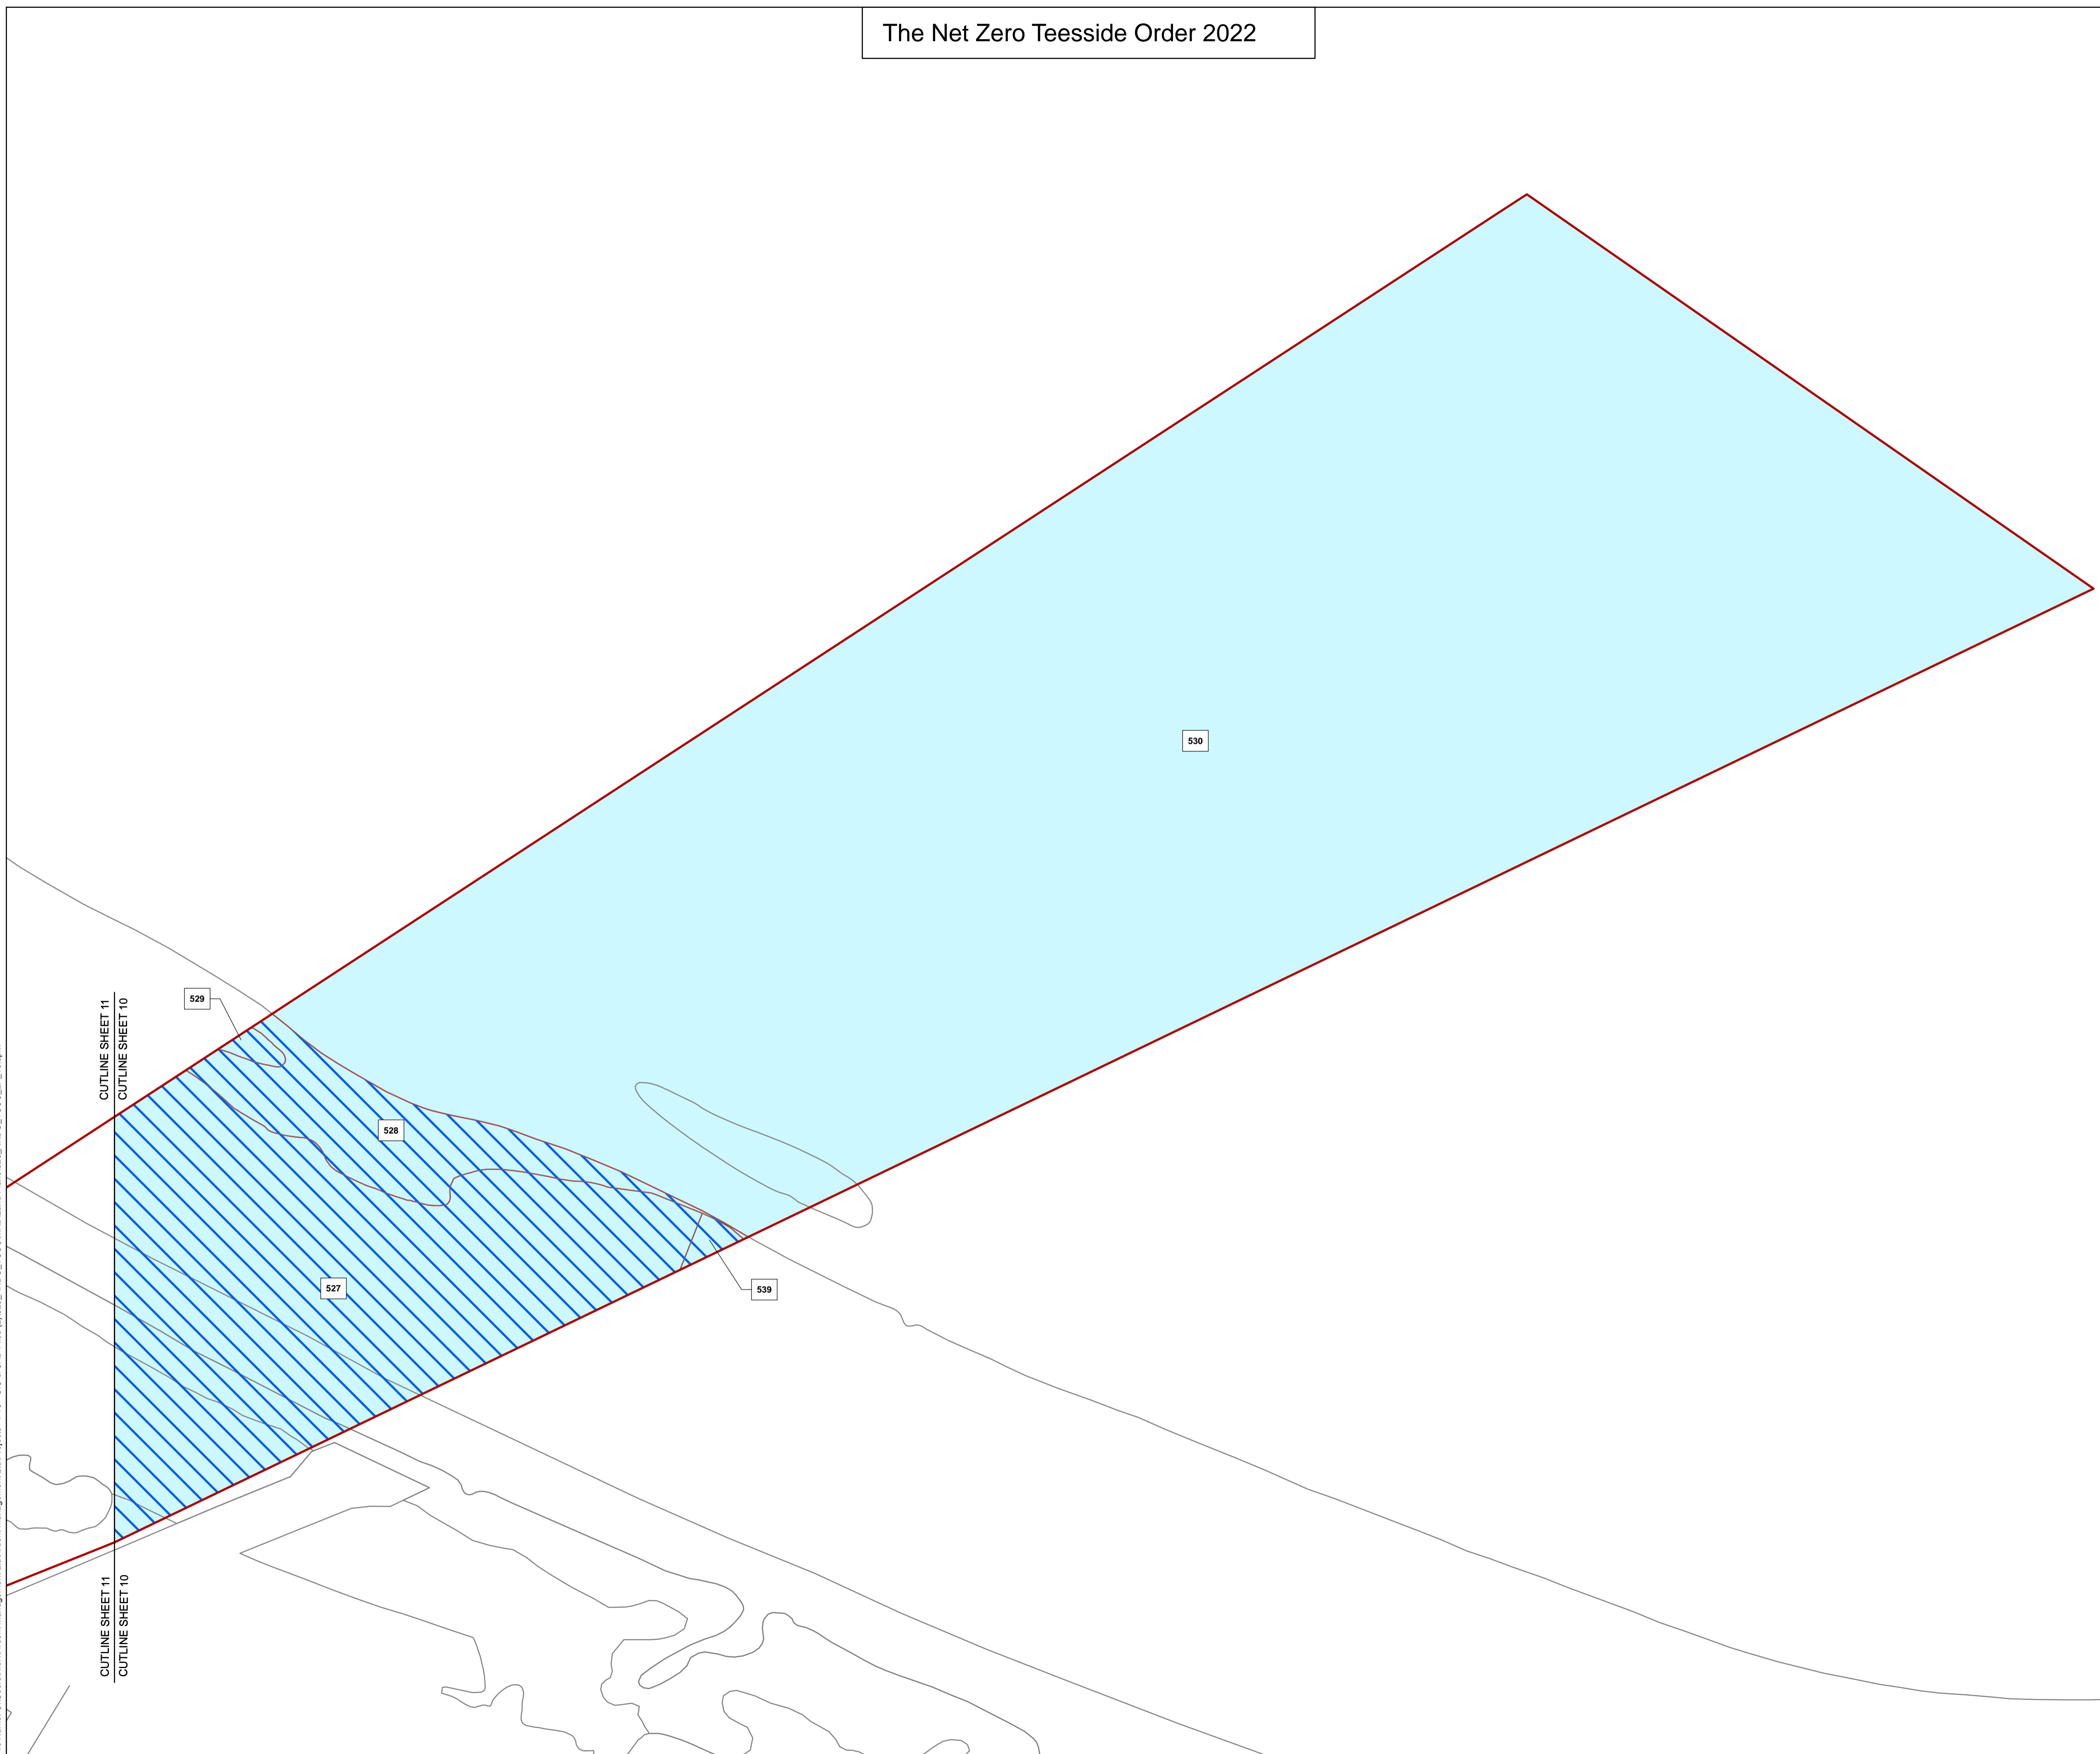 The Net Zero Teesside Order 2022
530
529
CUTLINE SHEET 11
CUTLINE SHEET 10
528
527
539
CUTLINE SHEET 11
CUTLINE SHEET 10